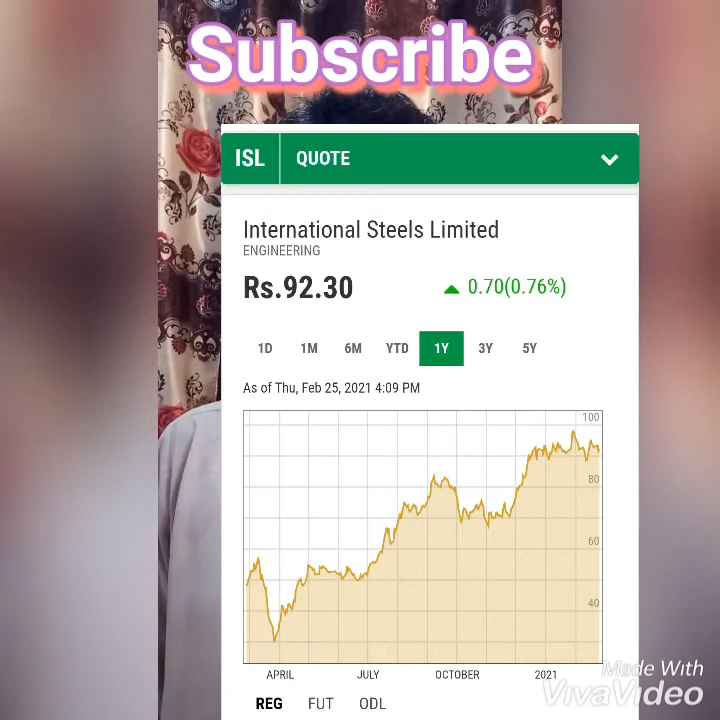 Subscribe
ISL QUOTE
International Steels Limited
ENGINEERING
Rs.92.30 ▲ 0.70(0.76%)
1D 1M 6M YTD 1Y 3Y 5Y
As of Thu, Feb 25, 2021 4:09 PM
100
80
60
40
APRIL JULY OCTOBER 2021
REG FUT ODL
Made With
VivaVideo